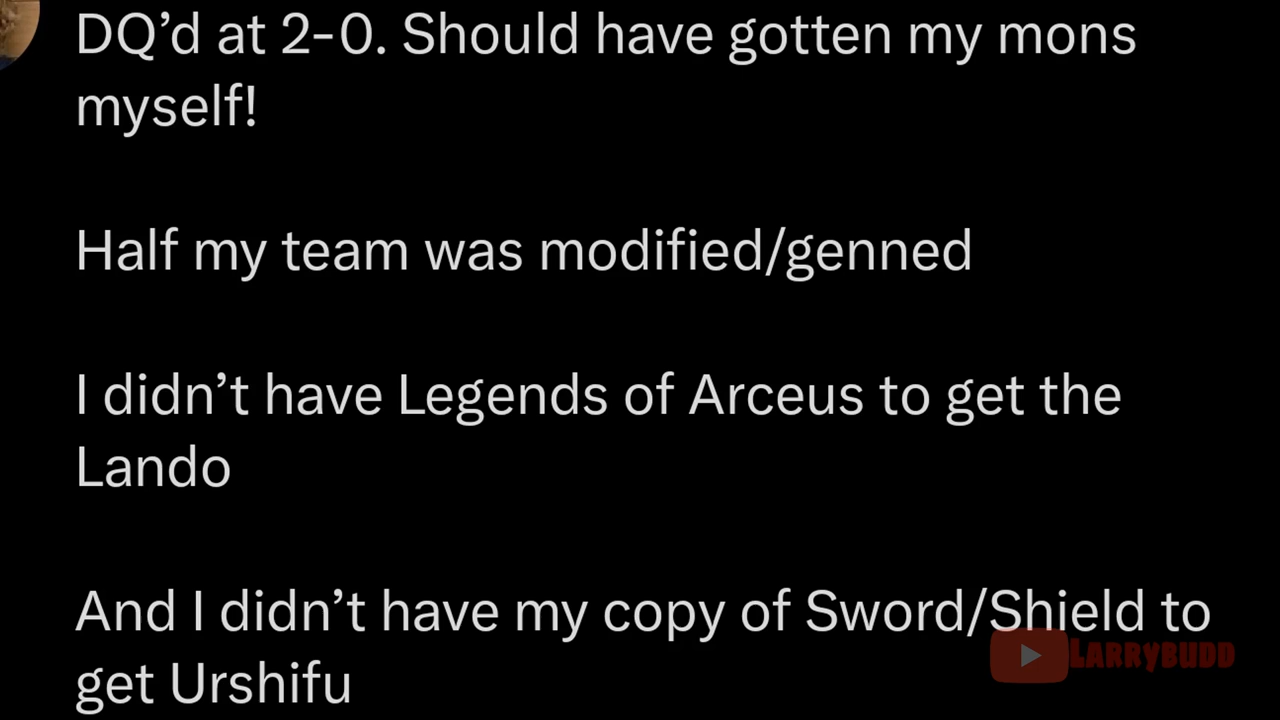 DQ’d at 2-0. Should have gotten my mons
myself!
Half my team was modified/genned
I didn’t have Legends of Arceus to get the
Lando
And I didn’t have my copy of Sword/Shield to
get Urshifu
LARRYBUDD